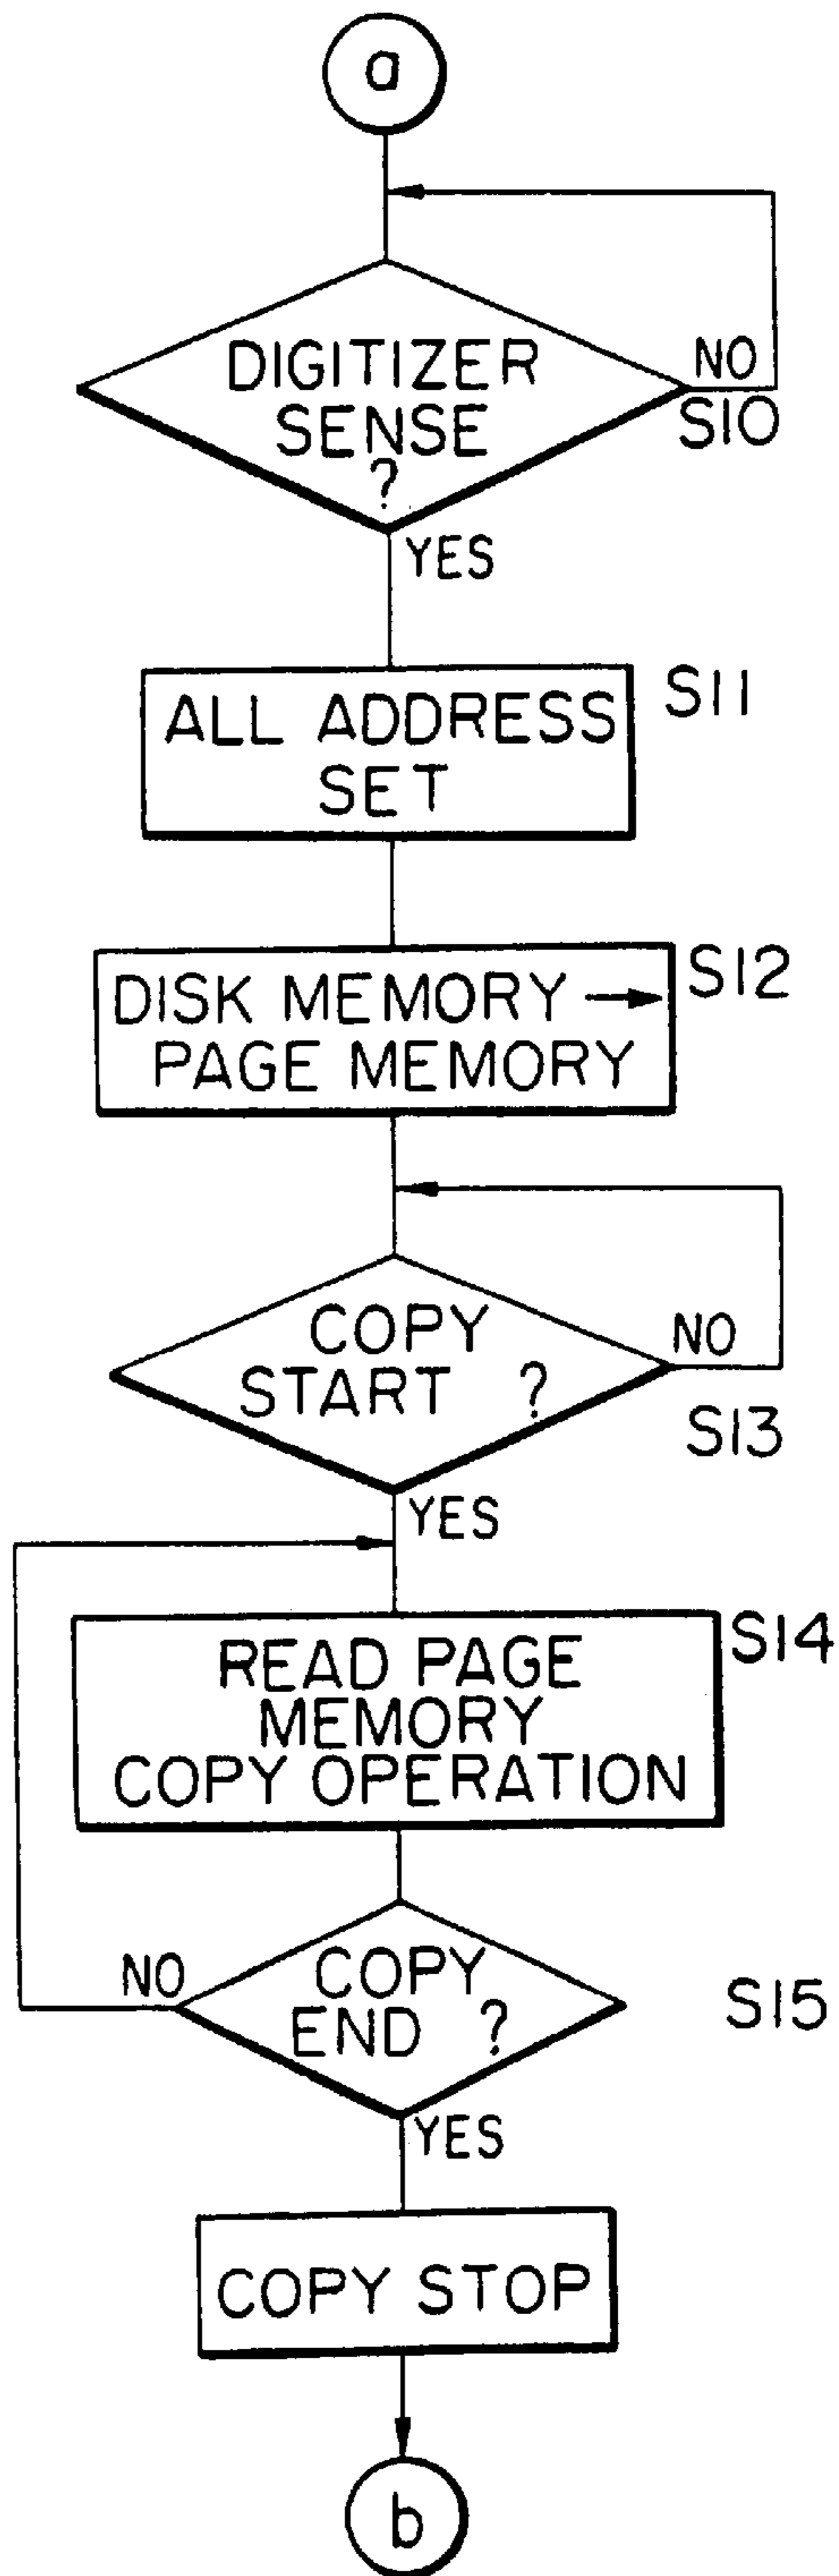 a
DIGITIZER
SENSE
?
NO
S10
YES
S11
ALL ADDRESS
SET
S12
DISK MEMORY →
PAGE MEMORY
COPY
START ?
NO
S13
YES
S14
READ PAGE
MEMORY
COPY OPERATION
NO
COPY
END ?
S15
YES
COPY STOP
b